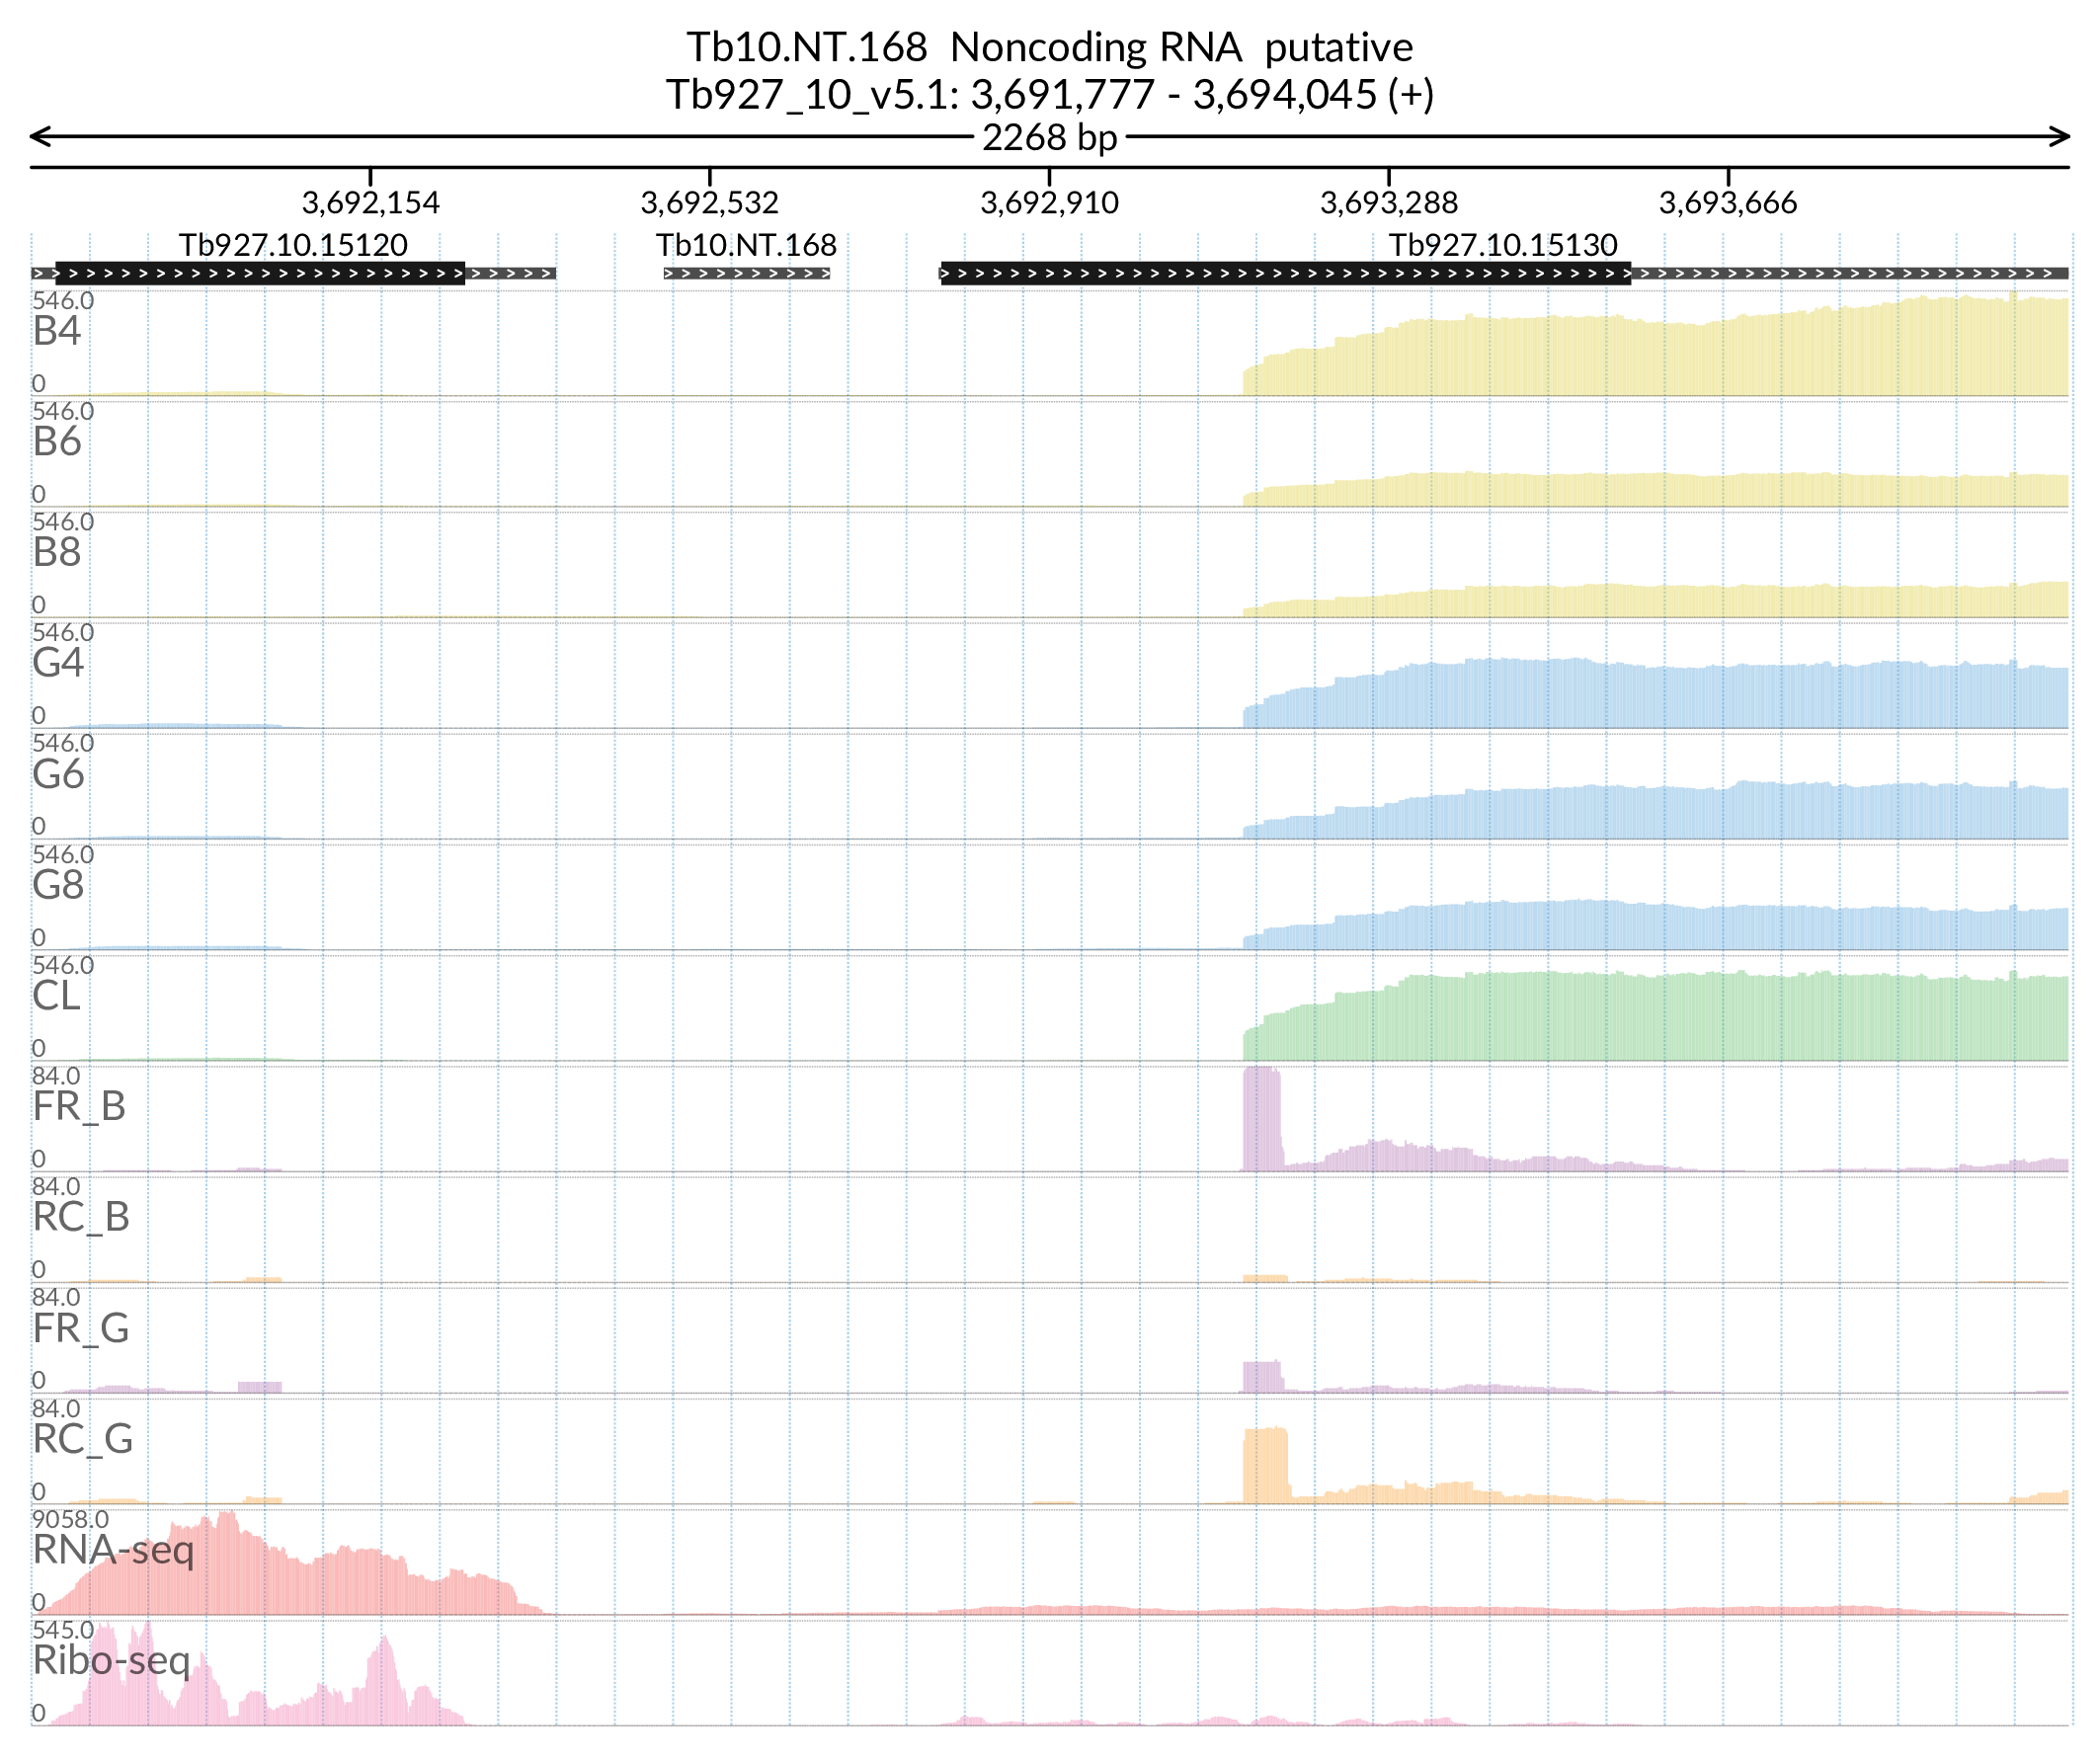 Tb10.NT.168  Noncoding RNA  putative
Tb927_10_v5.1: 3,691,777 - 3,694,045 (+)
2268 bp
3,692,154 3,692,532 3,692,910 3,693,288 3,693,666
Tb927.10.15120 Tb10.NT.168 Tb927.10.15130
546.0
B4
0
546.0
B6
0
546.0
B8
0
546.0
G4
0
546.0
G6
0
546.0
G8
0
546.0
CL
0
84.0
FR_B
0
84.0
RC_B
0
84.0
FR_G
0
84.0
RC_G
0
9058.0
RNA-seq
0
545.0
Ribo-seq
0